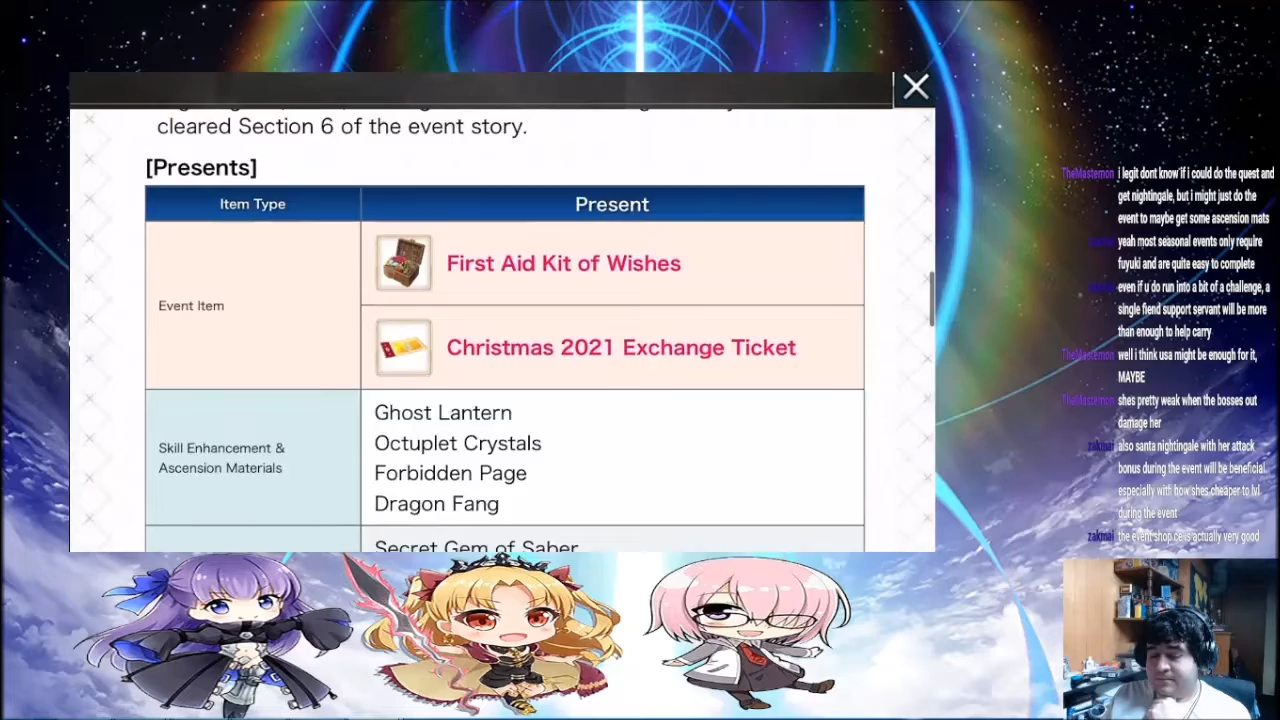 cleared Section 6 of the event story.
[Presents]
Item Type
Present
Event Item
First Aid Kit of Wishes
Christmas 2021 Exchange Ticket
Skill Enhancement &
Ascension Materials
Ghost Lantern
Octuplet Crystals
Forbidden Page
Dragon Fang
Secret Gem of Saber
TheMastemon i legit dont know if i could do the quest and
get nightingale, but i might just do the
event to maybe get some ascension mats
yeah most seasonal events only require
fuyuki and are quite easy to complete
even if u do run into a bit of a challenge, a
single fiend support servant will be more
than enough to help carry
TheMastemon well i think usa might be enough for it,
MAYBE
TheMastemon shes pretty weak when the bosses out
damage her
zakmai also santa nightingale with her attack
bonus during the event will be beneficial
especially with how shes cheaper to lvl
during the event
zakmai the event shop ce is actually very good